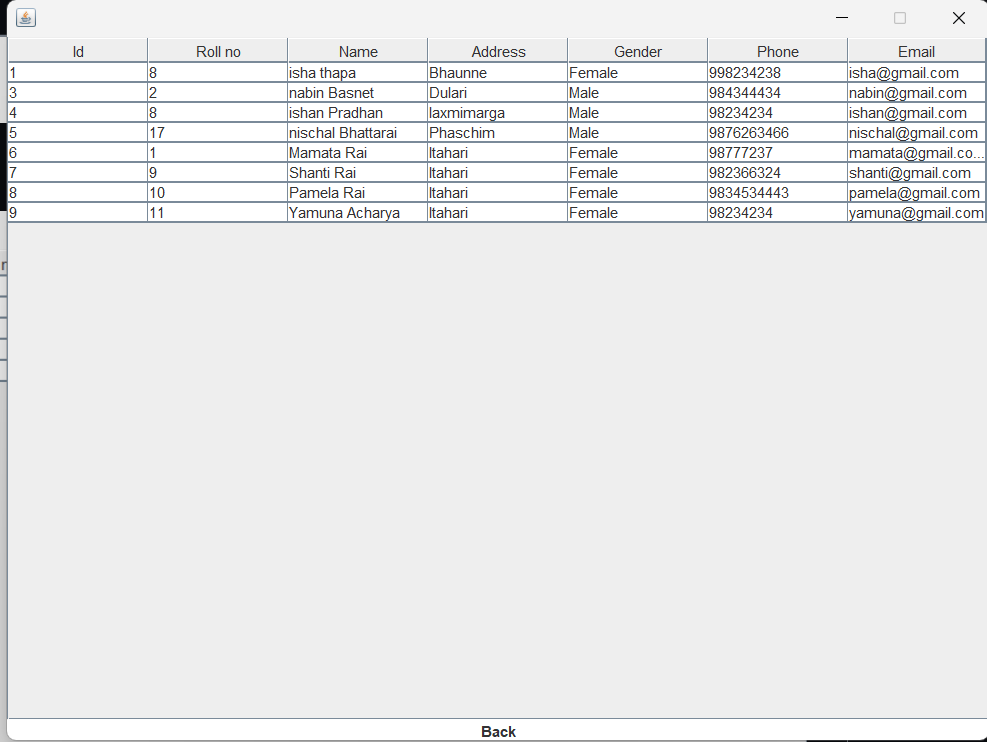 Id Roll no Name Address Gender Phone Email
1 8 isha thapa Bhaunne Female 998234238 isha@gmail.com
3 2 nabin Basnet Dulari Male 984344434 nabin@gmail.com
4 8 ishan Pradhan laxmimarga Male 98234234 ishan@gmail.com
5 17 nischal Bhattarai Phaschim Male 9876263466 nischal@gmail.com
6 1 Mamata Rai Itahari Female 98777237 mamata@gmail.co...
7 9 Shanti Rai Itahari Female 982366324 shanti@gmail.com
8 10 Pamela Rai Itahari Female 9834534443 pamela@gmail.com
9 11 Yamuna Acharya Itahari Female 98234234 yamuna@gmail.com
r
Back